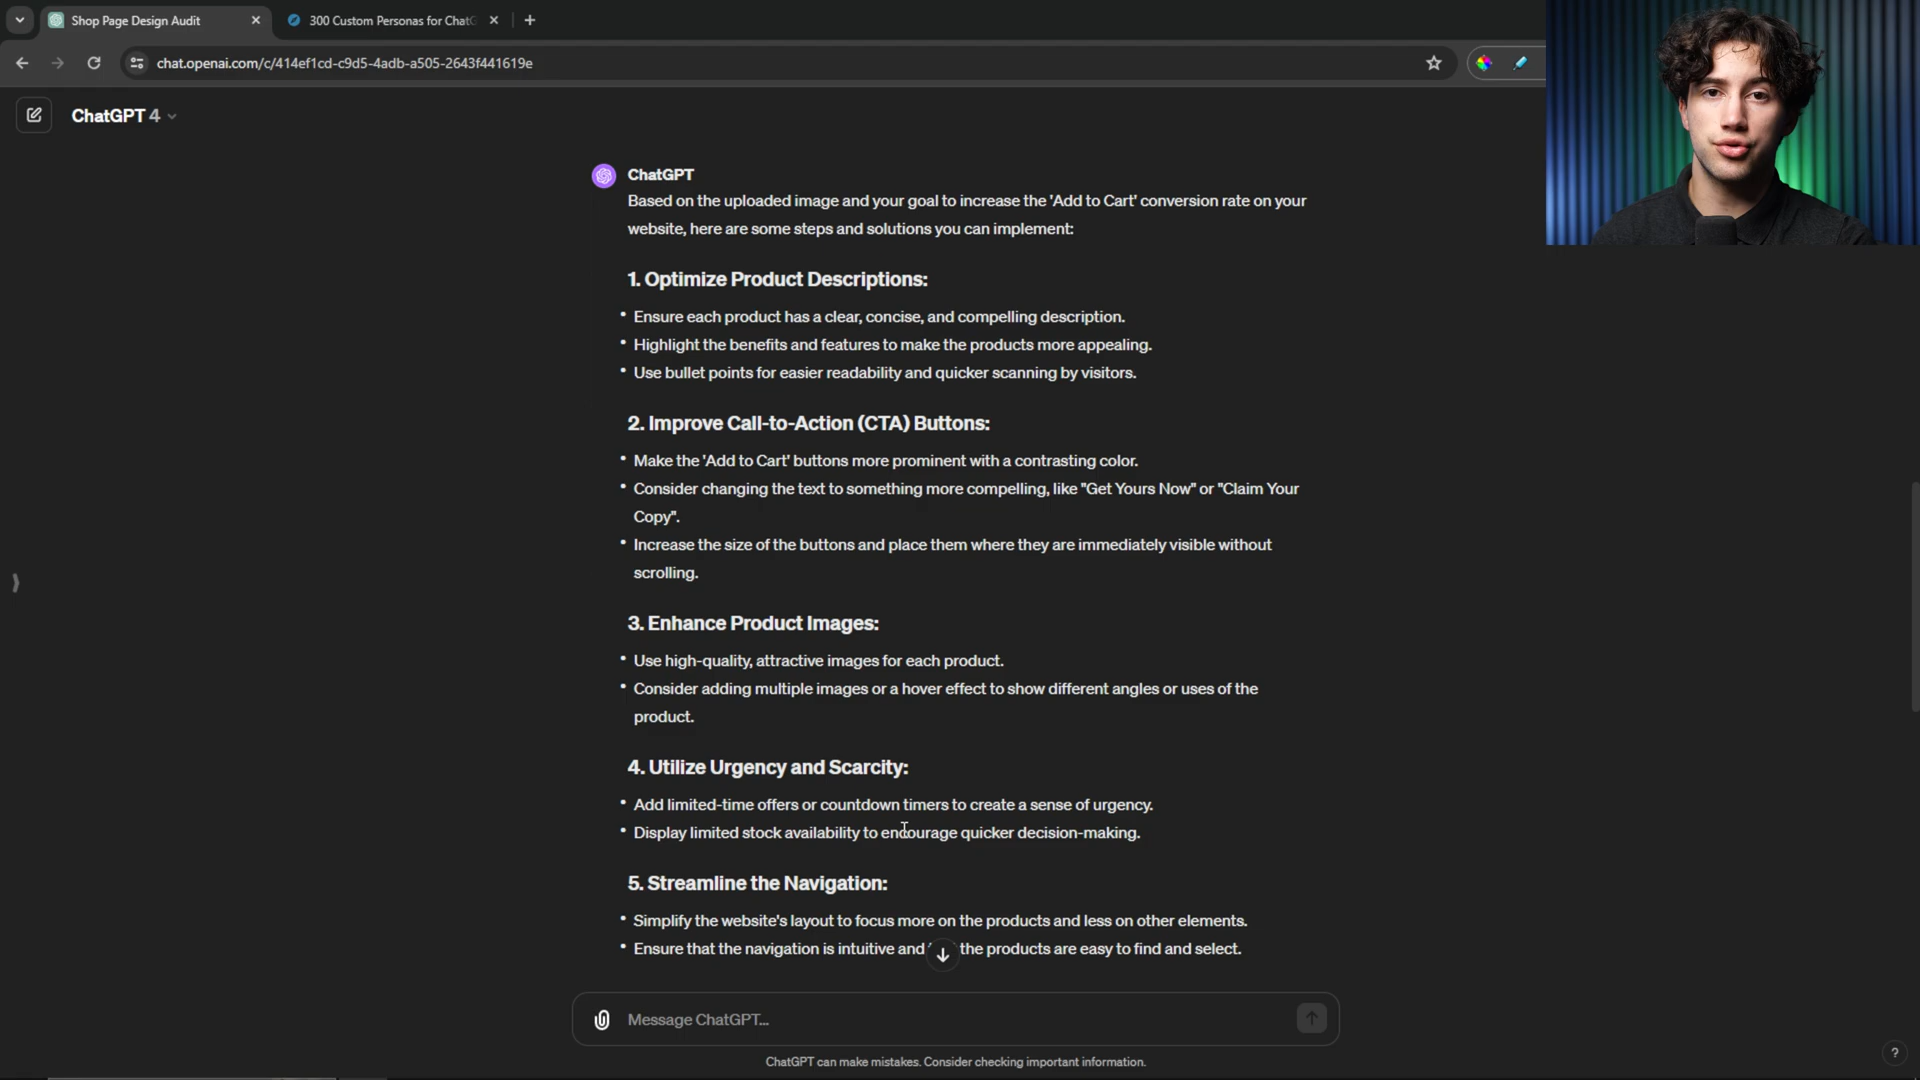 Shop Page Design Audit
300 Custom Personas for Chat
chat.openai.com/c/414ef1cd-c9d5-4adb-a505-2643f441619e
ChatGPT 4
ChatGPT
Based on the uploaded image and your goal to increase the 'Add to Cart' conversion rate on your
website, here are some steps and solutions you can implement:
1. Optimize Product Descriptions:
• Ensure each product has a clear, concise, and compelling description.
• Highlight the benefits and features to make the products more appealing.
• Use bullet points for easier readability and quicker scanning by visitors.
2. Improve Call-to-Action (CTA) Buttons:
• Make the 'Add to Cart' buttons more prominent with a contrasting color.
• Consider changing the text to something more compelling, like "Get Yours Now" or "Claim Your
Copy".
• Increase the size of the buttons and place them where they are immediately visible without
scrolling.
3. Enhance Product Images:
• Use high-quality, attractive images for each product.
• Consider adding multiple images or a hover effect to show different angles or uses of the
product.
4. Utilize Urgency and Scarcity:
• Add limited-time offers or countdown timers to create a sense of urgency.
• Display limited stock availability to encourage quicker decision-making.
5. Streamline the Navigation:
• Simplify the website's layout to focus more on the products and less on other elements.
• Ensure that the navigation is intuitive and the products are easy to find and select.
Message ChatGPT...
ChatGPT can make mistakes. Consider checking important information.
?